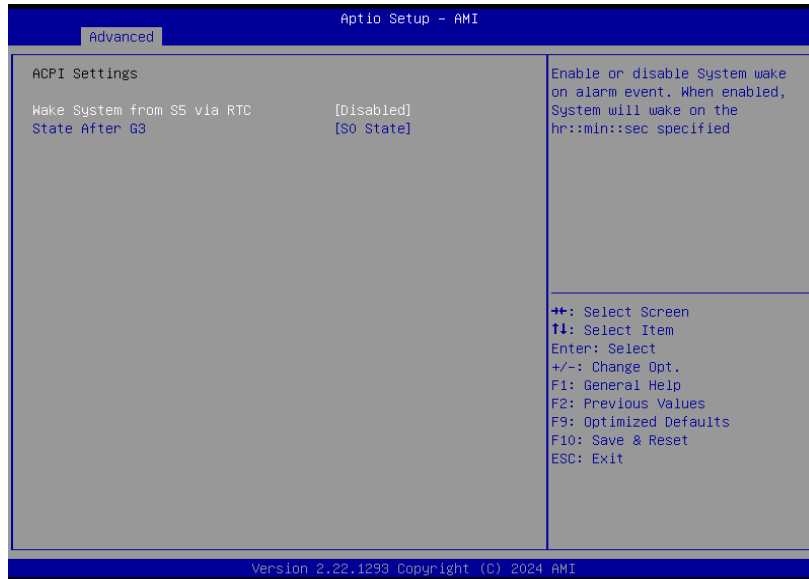 Aptio Setup – AMI
Advanced
ACPI Settings
Wake System from S5 via RTC [Disabled]
State After G3 [S0 State]
Enable or disable System wake
on alarm event. When enabled,
System will wake on the
hr::min::sec specified
→←: Select Screen
↑↓: Select Item
Enter: Select
+/-: Change Opt.
F1: General Help
F2: Previous Values
F9: Optimized Defaults
F10: Save & Reset
ESC: Exit
Version 2.22.1293 Copyright (C) 2024 AMI